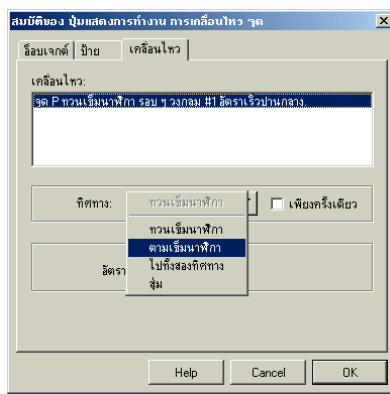 สมบัติของ ปุ่มแสดงการทำงาน การเคลื่อนไหว จุด
อ็อบเจกต์ ป้าย เคลื่อนไหว
เคลื่อนไหว:
จุด P ทวนเข็มนาฬิกา รอบ ๆ วงกลม #1 อัตราเร็วปานกลาง.
ทิศทาง: ทวนเข็มนาฬิกา เพียงครั้งเดียว
ทวนเข็มนาฬิกา
ตามเข็มนาฬิกา
ไปทั้งสองทิศทาง
อัตรา
สุ่ม
Help Cancel OK